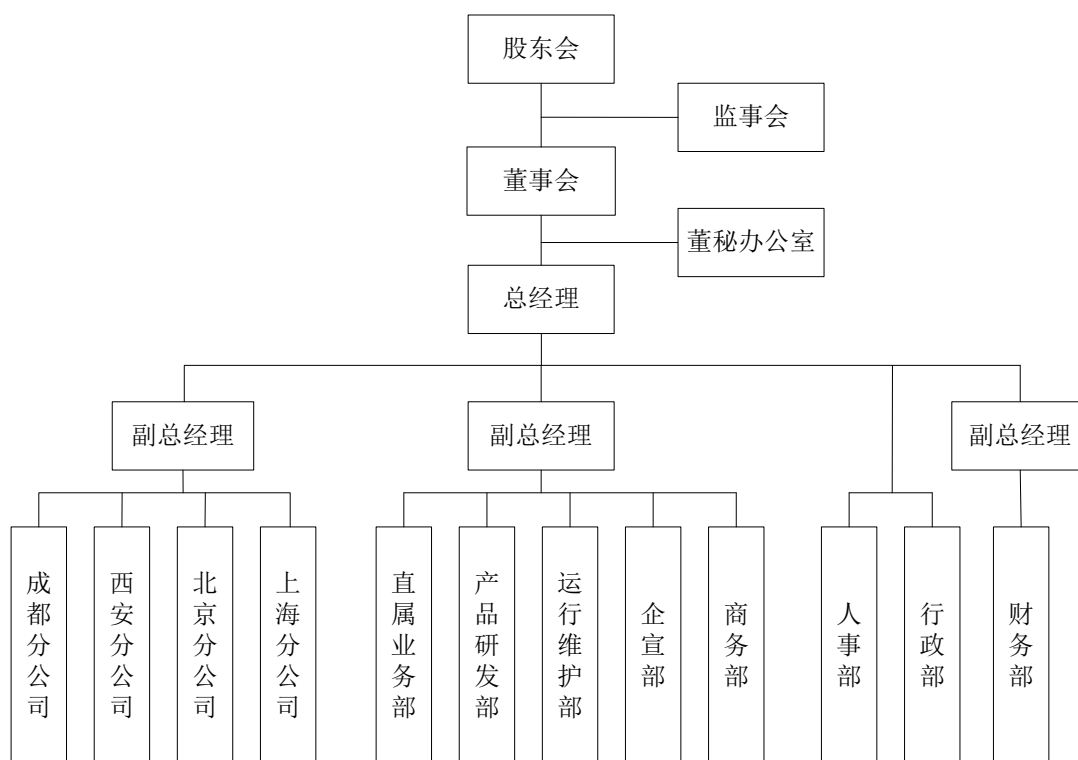 股东会
监事会
董事会
董秘办公室
总经理
副总经理
副总经理
副总经理
成都分公司
西安分公司
北京分公司
上海分公司
直属业务部
产品研发部
运行维护部
企宣部
商务部
人事部
行政部
财务部